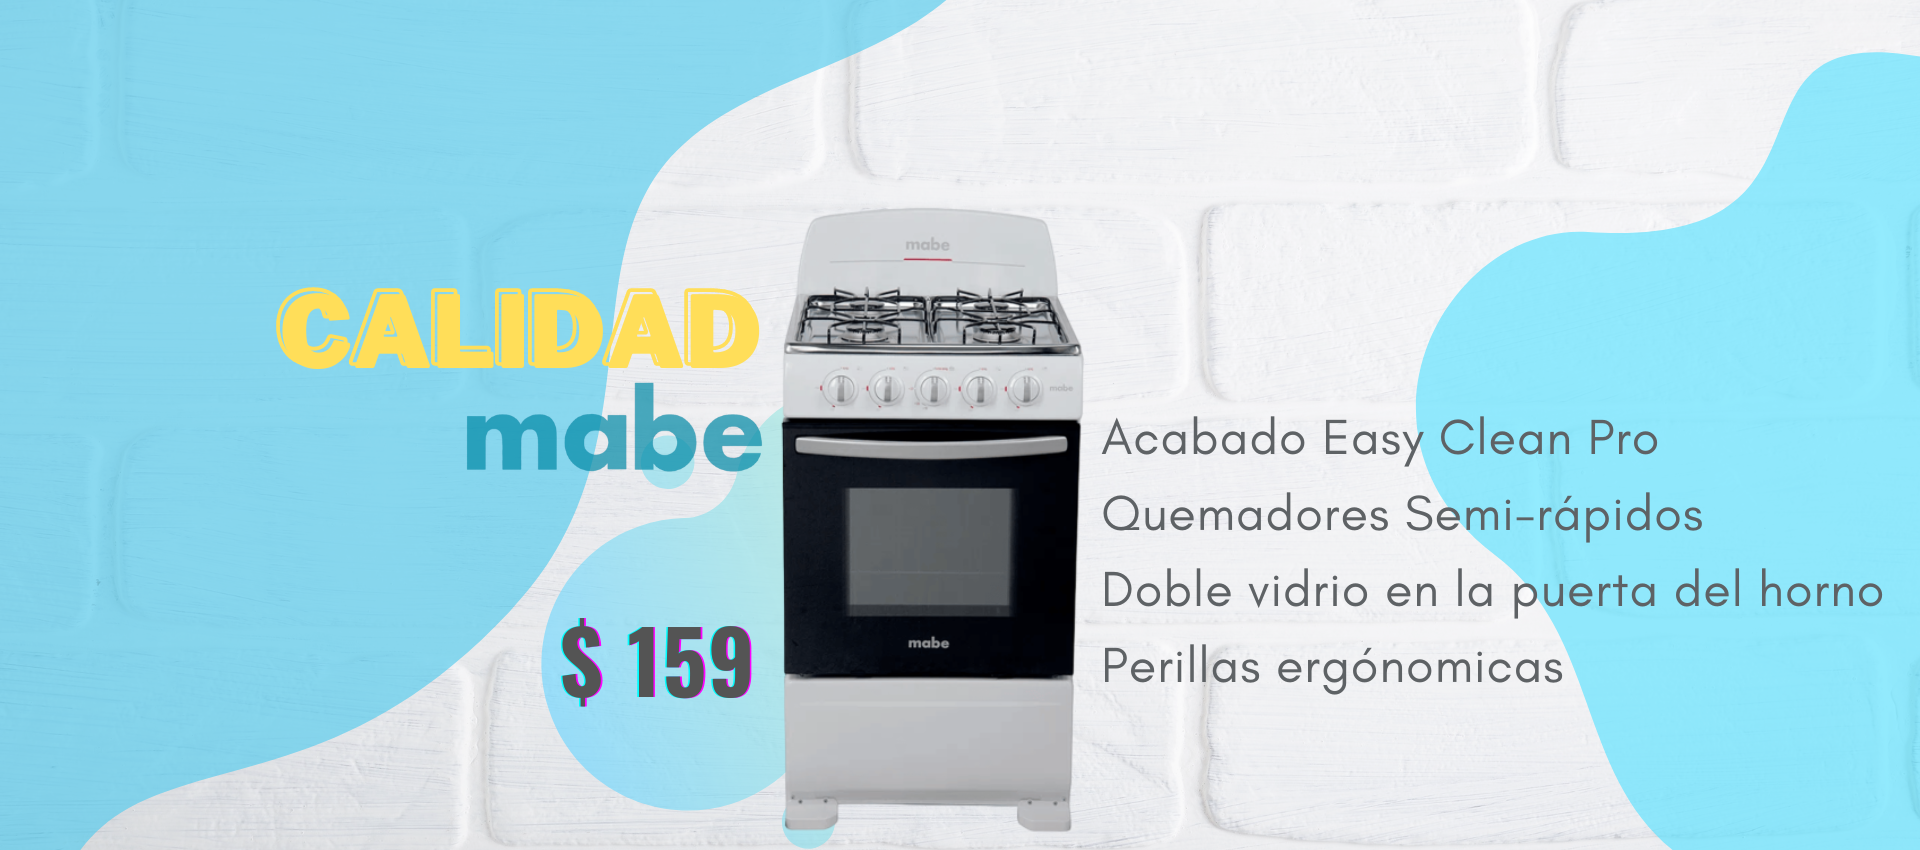 CALIDAD
mabe
$ 159
mabe
mabe
mabe
Acabado Easy Clean Pro
Quemadores Semi-rápidos
Doble vidrio en la puerta del horno
Perillas ergónomicas